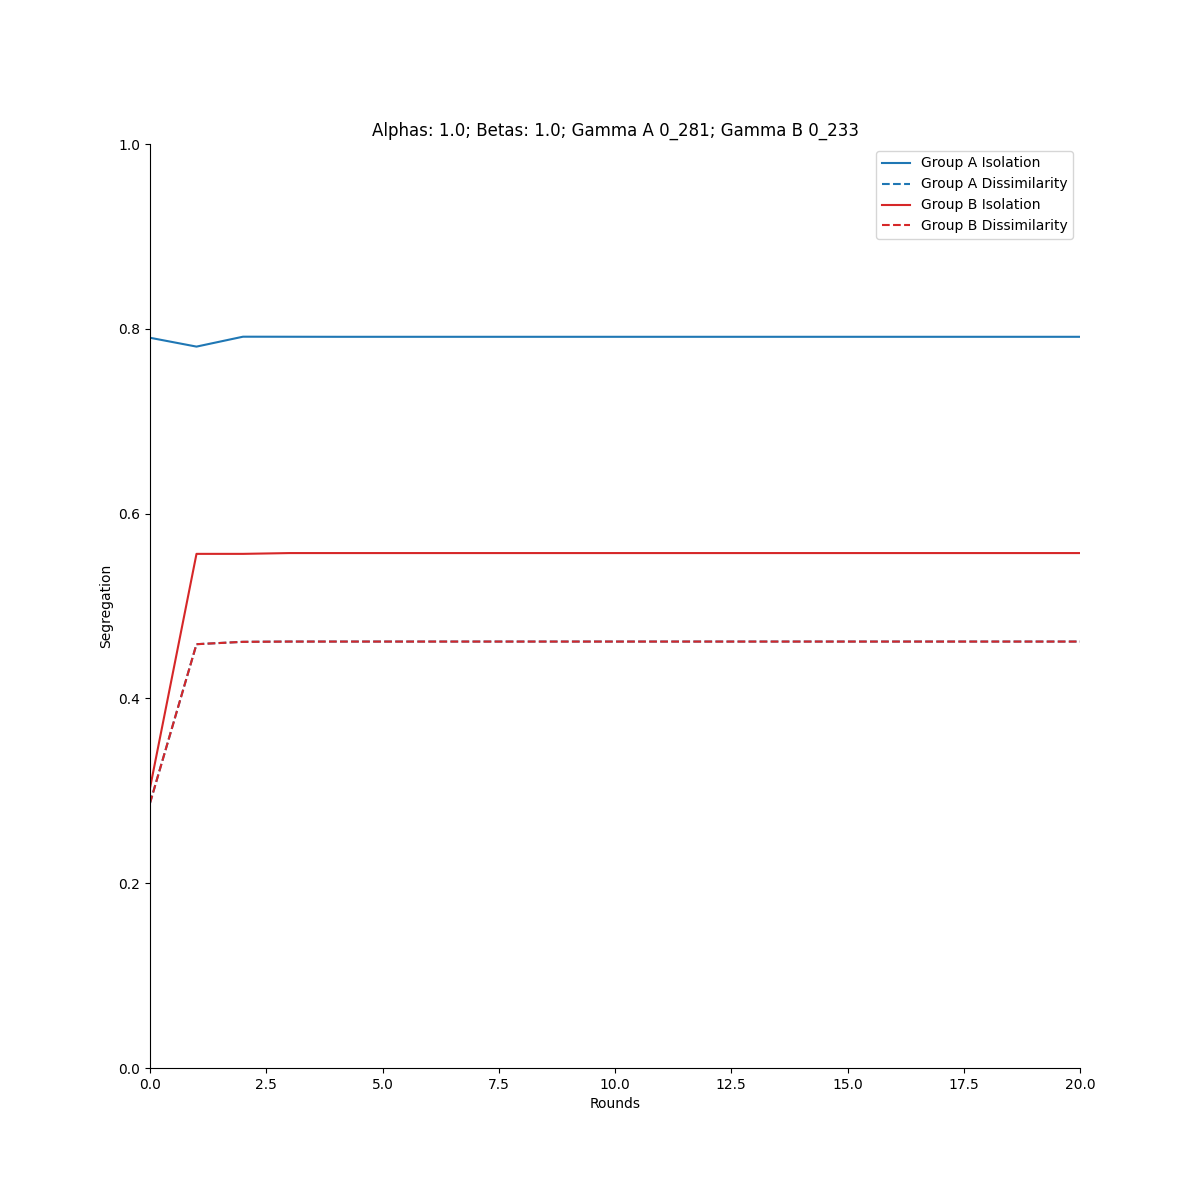 Alphas: 1.0; Betas: 1.0; Gamma A 0_281; Gamma B 0_233
Group A Isolation
Group A Dissimilarity
Group B Isolation
Group B Dissimilarity
1.0
0.8
0.6
0.4
0.2
0.0
Segregation
0.0 2.5 5.0 7.5 10.0 12.5 15.0 17.5 20.0
Rounds